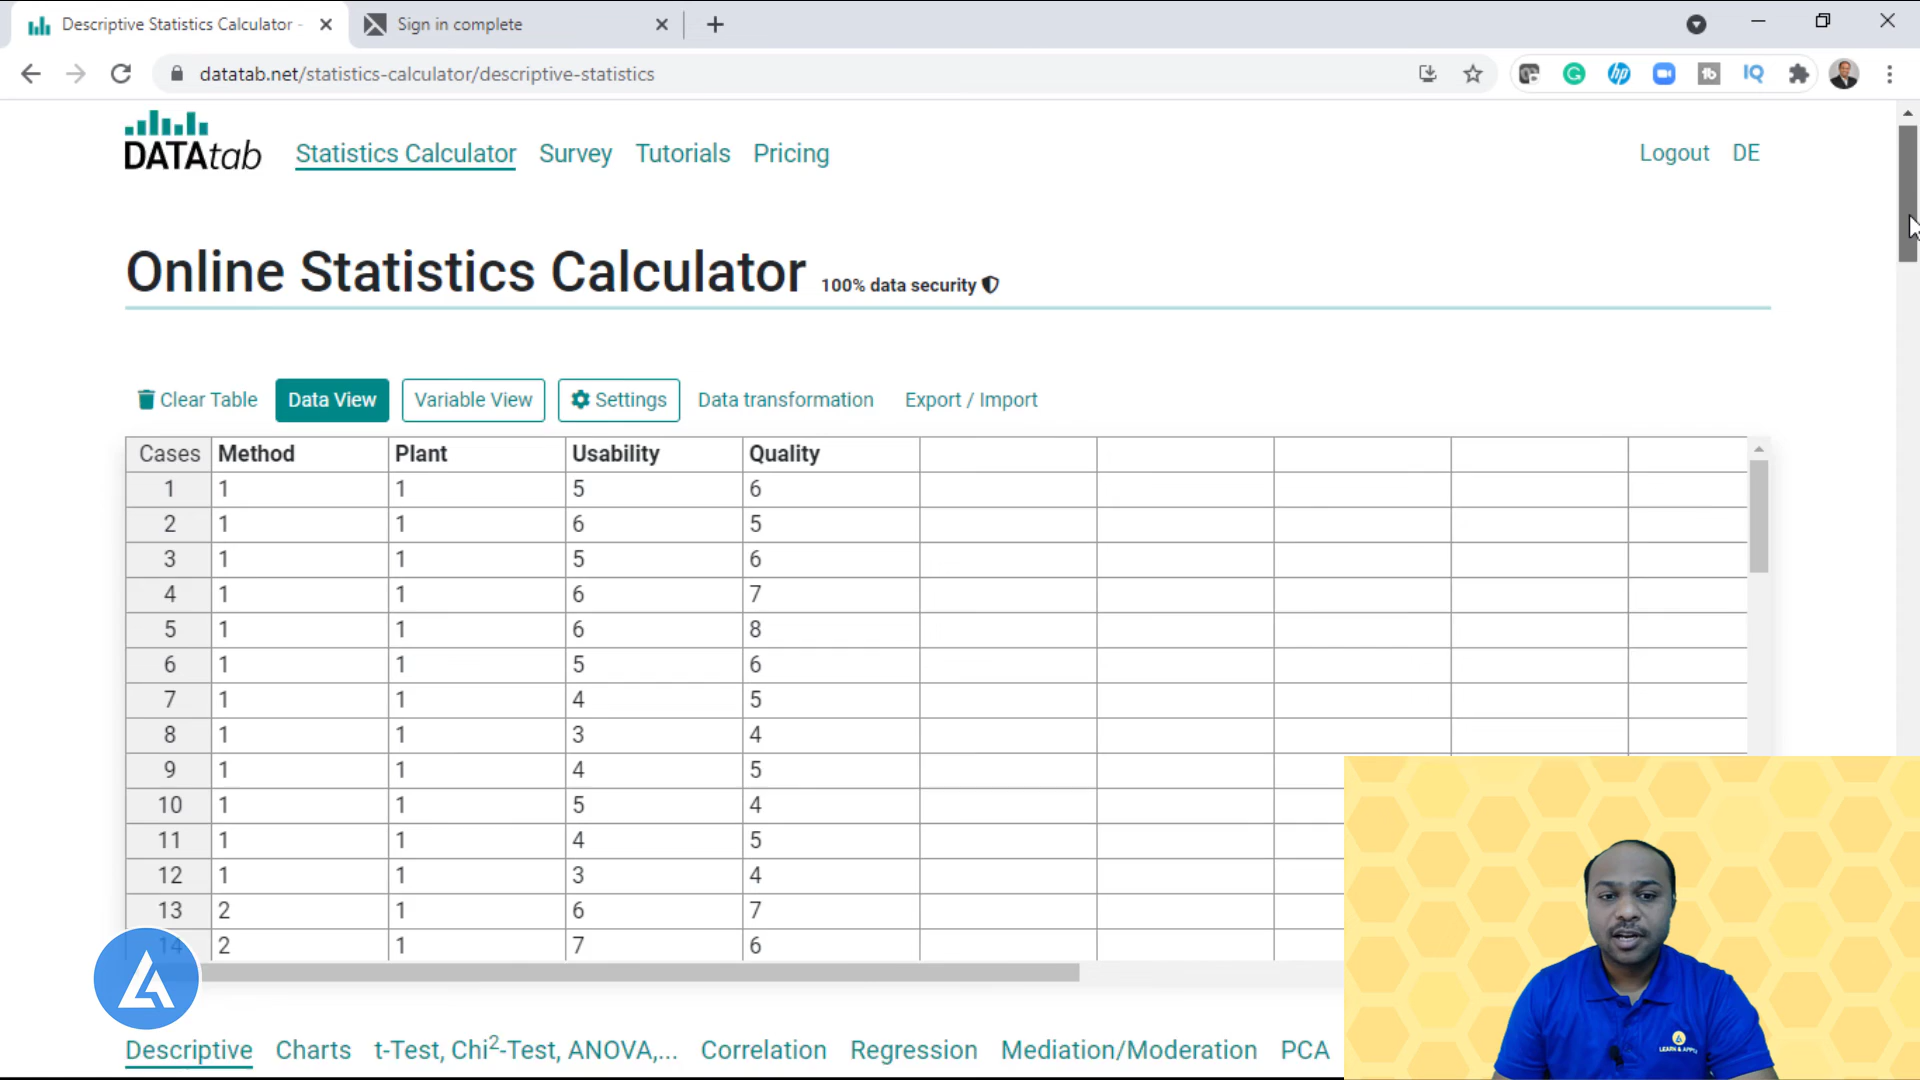 Descriptive Statistics Calculator -
Sign in complete
datatab.net/statistics-calculator/descriptive-statistics
DATAtab
Statistics Calculator Survey Tutorials Pricing
Logout DE
Online Statistics Calculator 100% data security
Clear Table Data View Variable View Settings Data transformation Export / Import
Cases Method Plant Usability Quality
1 1 1 5 6
2 1 1 6 5
3 1 1 5 6
4 1 1 6 7
5 1 1 6 8
6 1 1 5 6
7 1 1 4 5
8 1 1 3 4
9 1 1 4 5
10 1 1 5 4
11 1 1 4 5
12 1 1 3 4
13 2 1 6 7
14 2 1 7 6
Descriptive Charts t-Test, Chi²-Test, ANOVA,... Correlation Regression Mediation/Moderation PCA
hp
tb
IQ
LEARN & APPLY